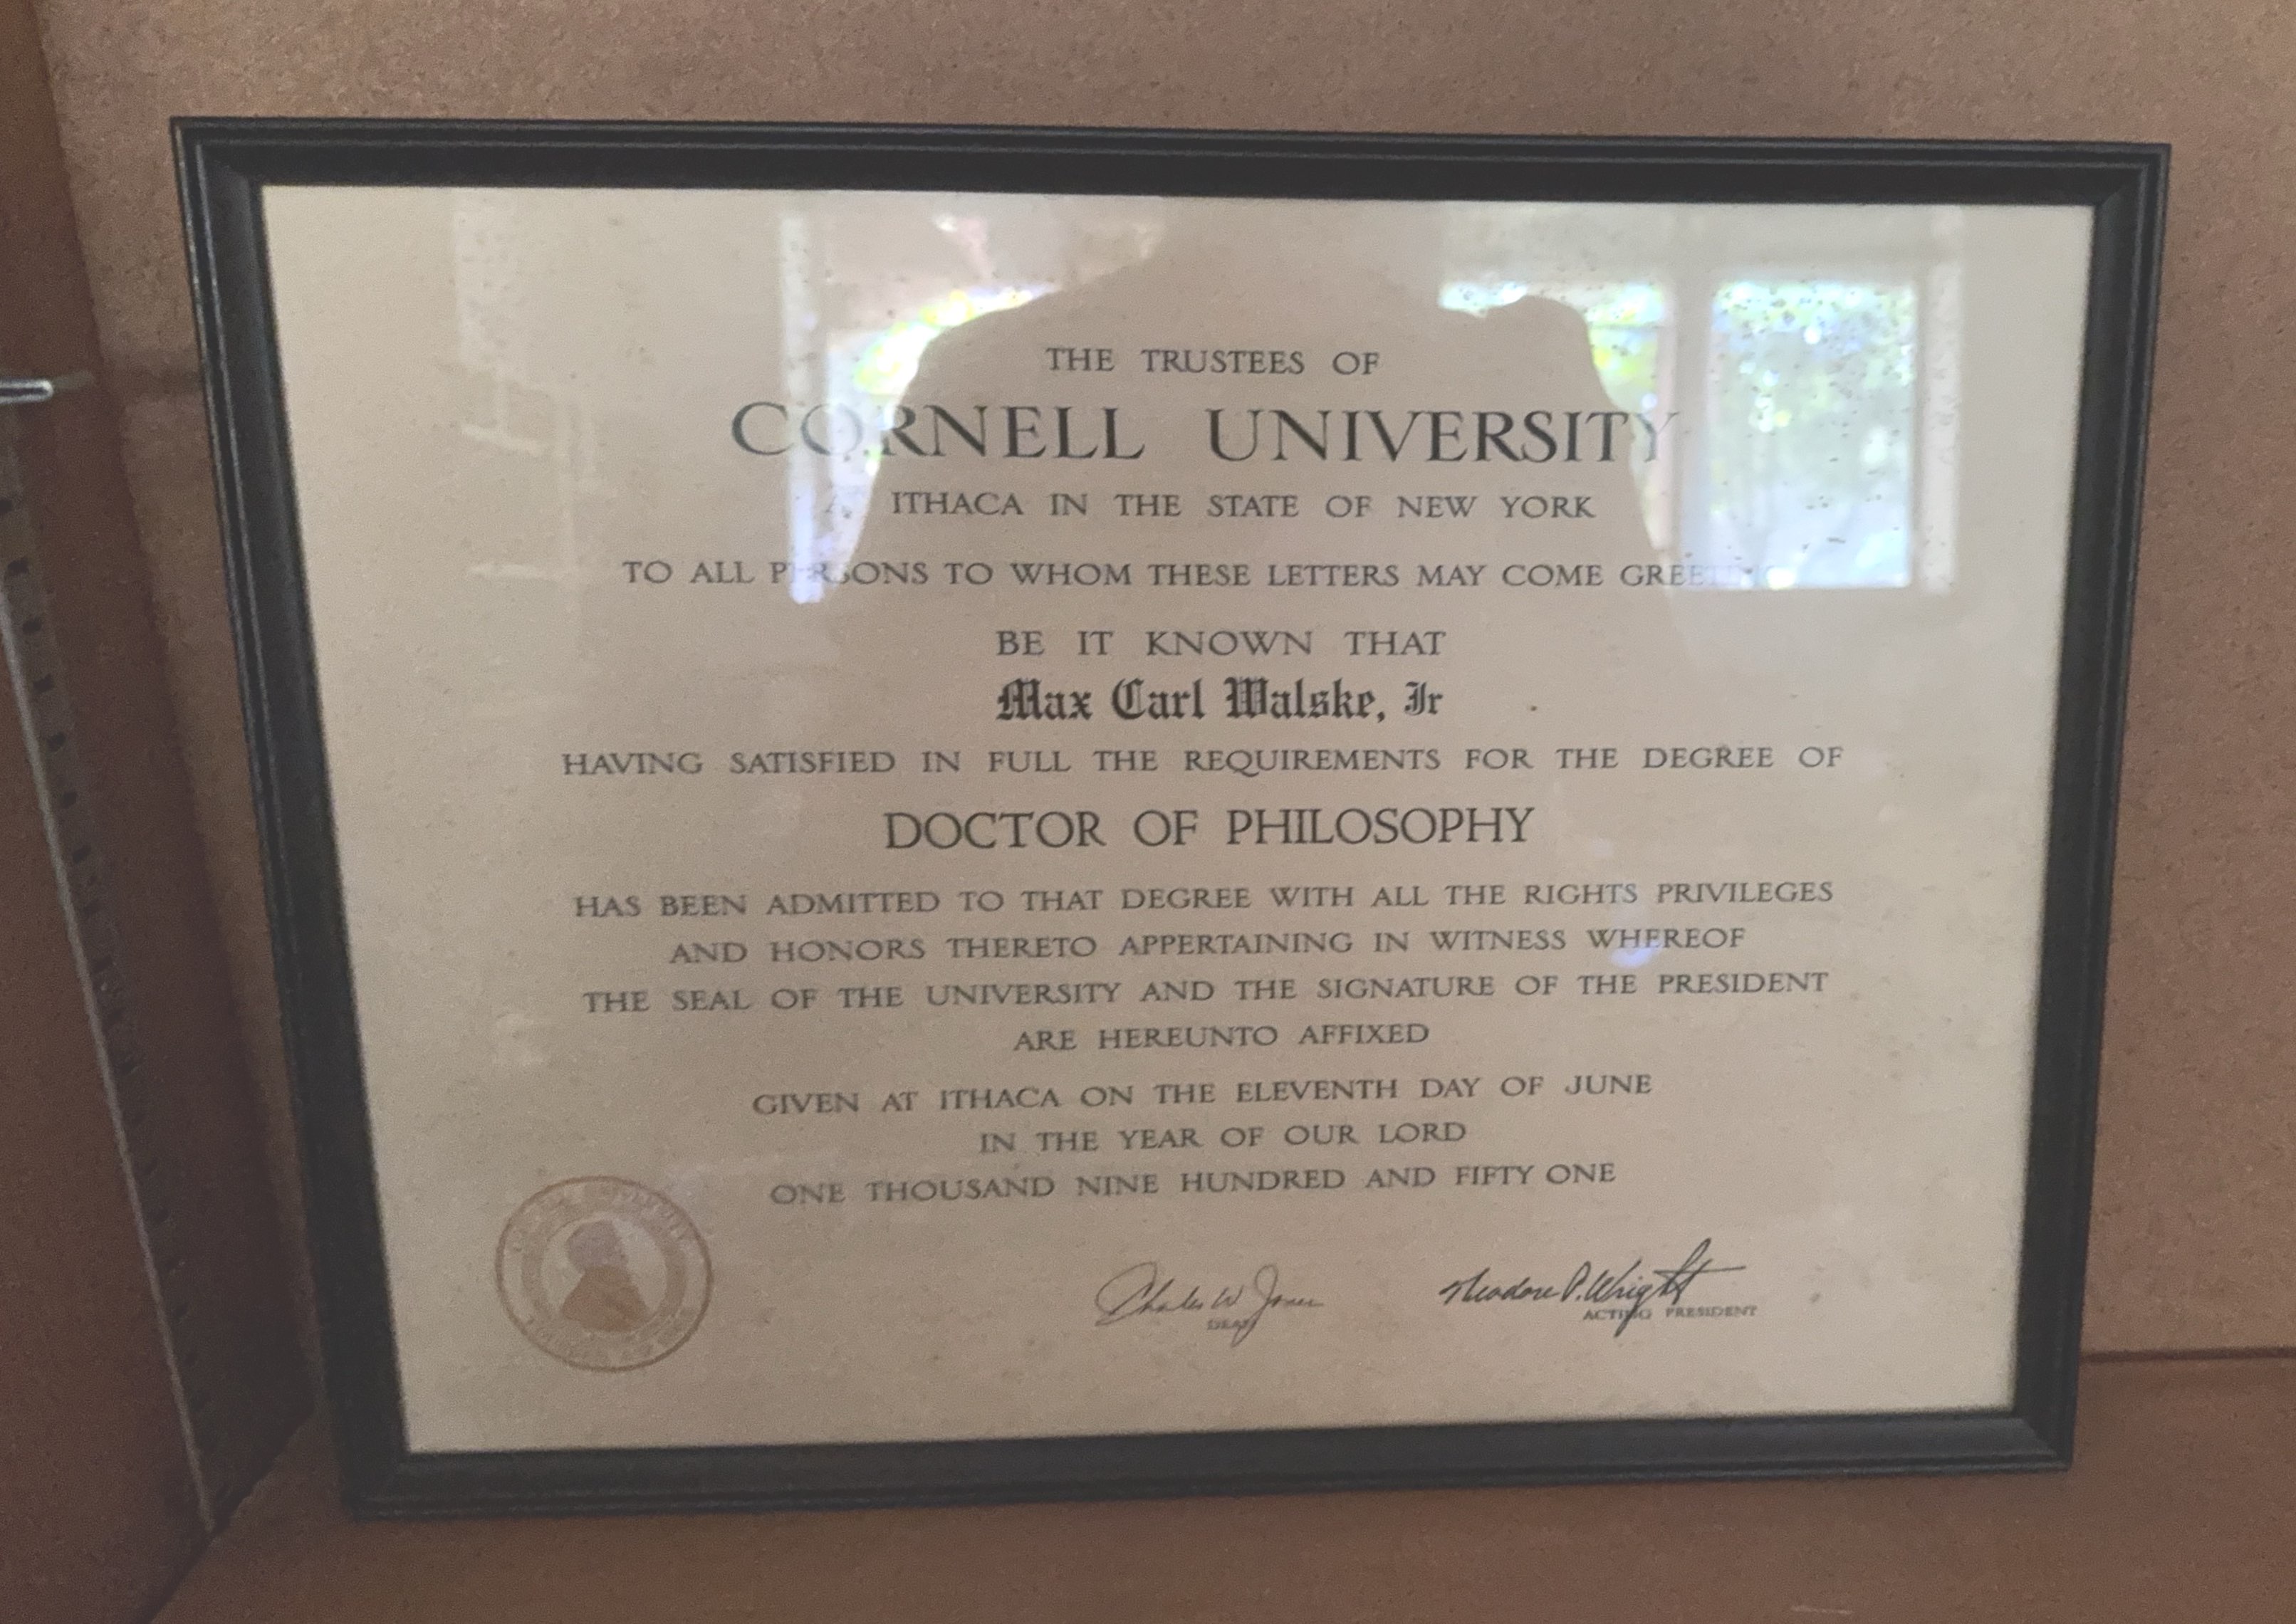 THE TRUSTEES OF
CORNELL UNIVERSITY
ITHACA IN THE STATE OF NEW YORK
TO ALL PERSONS TO WHOM THESE LETTERS MAY COME GREETING
BE IT KNOWN THAT
Max Carl Walske, Jr
HAVING SATISFIED IN FULL THE REQUIREMENTS FOR THE DEGREE OF
DOCTOR OF PHILOSOPHY
HAS BEEN ADMITTED TO THAT DEGREE WITH ALL THE RIGHTS PRIVILEGES
AND HONORS THERETO APPERTAINING IN WITNESS WHEREOF
THE SEAL OF THE UNIVERSITY AND THE SIGNATURE OF THE PRESIDENT
ARE HEREUNTO AFFIXED
GIVEN AT ITHACA ON THE ELEVENTH DAY OF JUNE
IN THE YEAR OF OUR LORD
ONE THOUSAND NINE HUNDRED AND FIFTY ONE
Charles W Jones Theodore P. Wright
DEAN ACTING PRESIDENT